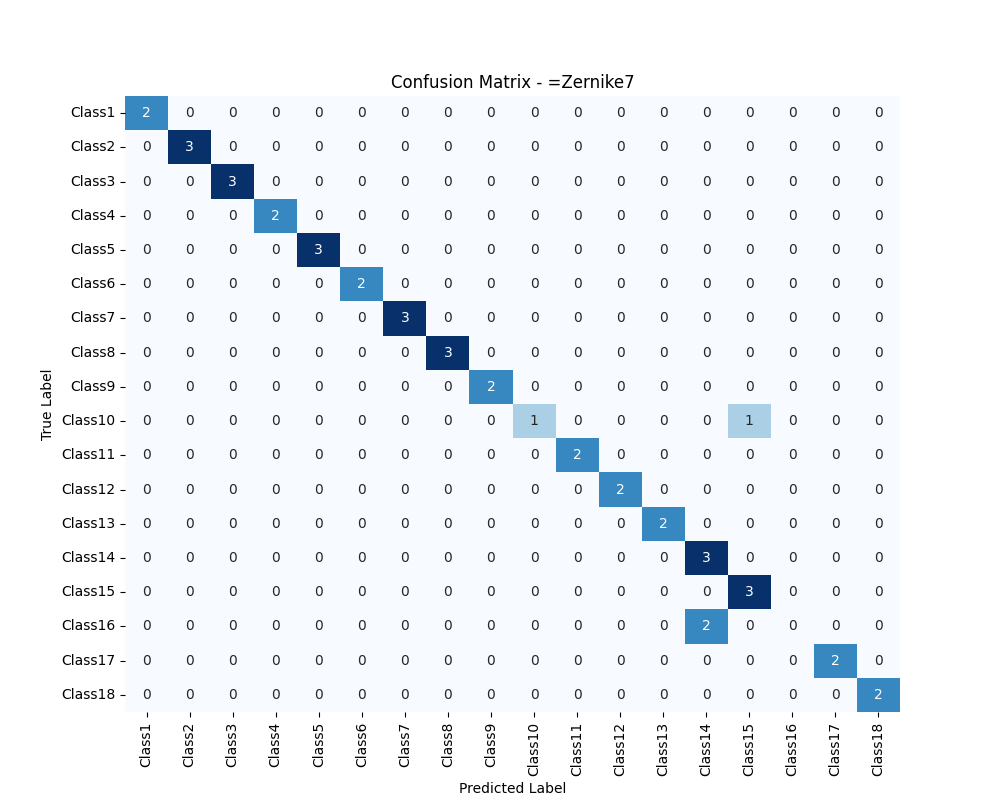 Confusion Matrix - =Zernike7
Class1 2 0 0 0 0 0 0 0 0 0 0 0 0 0 0 0 0 0
Class2 0 3 0 0 0 0 0 0 0 0 0 0 0 0 0 0 0 0
Class3 0 0 3 0 0 0 0 0 0 0 0 0 0 0 0 0 0 0
Class4 0 0 0 2 0 0 0 0 0 0 0 0 0 0 0 0 0 0
Class5 0 0 0 0 3 0 0 0 0 0 0 0 0 0 0 0 0 0
Class6 0 0 0 0 0 2 0 0 0 0 0 0 0 0 0 0 0 0
Class7 0 0 0 0 0 0 3 0 0 0 0 0 0 0 0 0 0 0
Class8 0 0 0 0 0 0 0 3 0 0 0 0 0 0 0 0 0 0
Class9 0 0 0 0 0 0 0 0 2 0 0 0 0 0 0 0 0 0
Class10 0 0 0 0 0 0 0 0 0 1 0 0 0 0 1 0 0 0
Class11 0 0 0 0 0 0 0 0 0 0 2 0 0 0 0 0 0 0
Class12 0 0 0 0 0 0 0 0 0 0 0 2 0 0 0 0 0 0
Class13 0 0 0 0 0 0 0 0 0 0 0 0 2 0 0 0 0 0
Class14 0 0 0 0 0 0 0 0 0 0 0 0 0 3 0 0 0 0
Class15 0 0 0 0 0 0 0 0 0 0 0 0 0 0 3 0 0 0
Class16 0 0 0 0 0 0 0 0 0 0 0 0 0 2 0 0 0 0
Class17 0 0 0 0 0 0 0 0 0 0 0 0 0 0 0 0 2 0
Class18 0 0 0 0 0 0 0 0 0 0 0 0 0 0 0 0 0 2
True Label
Class1 Class2 Class3 Class4 Class5 Class6 Class7 Class8 Class9 Class10 Class11 Class12 Class13 Class14 Class15 Class16 Class17 Class18
Predicted Label